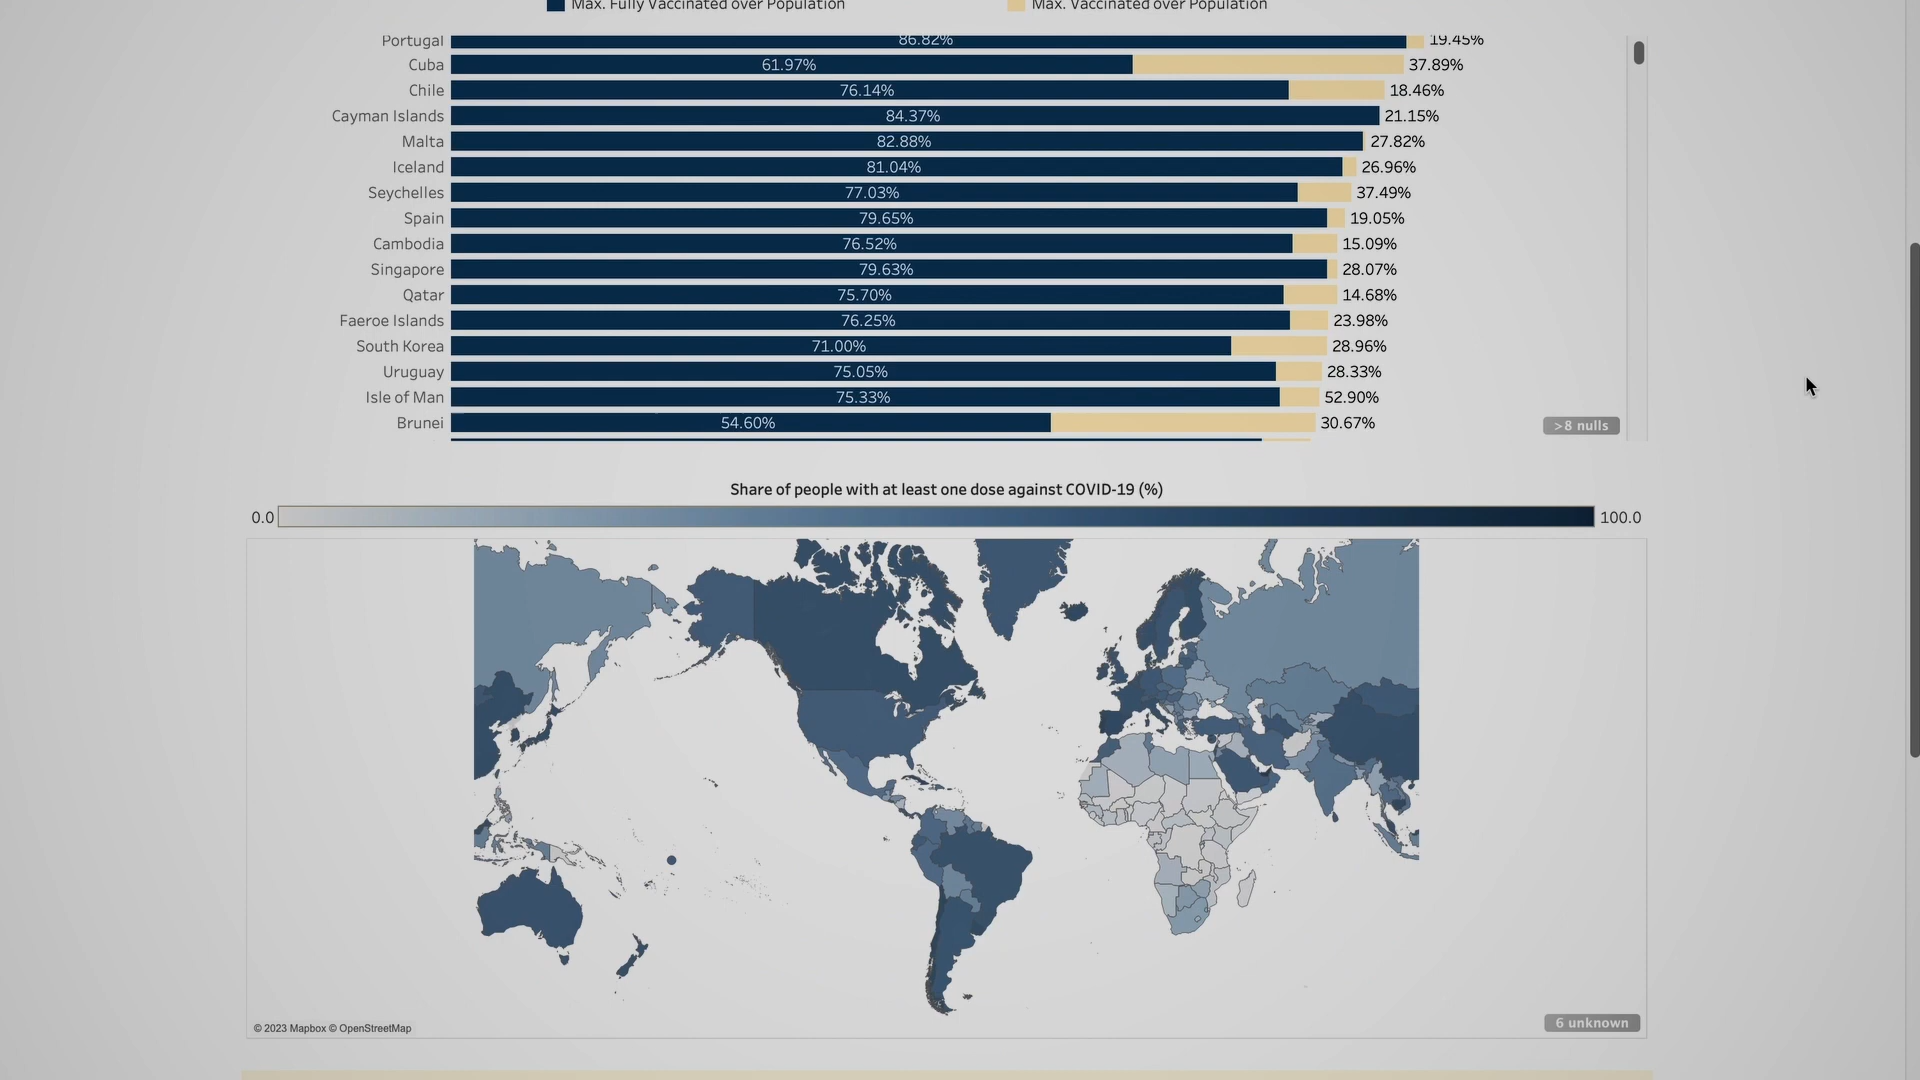 Max. Fully Vaccinated over Population Max. Vaccinated over Population
Portugal 86.82% 19.45%
Cuba 61.97% 37.89%
Chile 76.14% 18.46%
Cayman Islands 84.37% 21.15%
Malta 82.88% 27.82%
Iceland 81.04% 26.96%
Seychelles 77.03% 37.49%
Spain 79.65% 19.05%
Cambodia 76.52% 15.09%
Singapore 79.63% 28.07%
Qatar 75.70% 14.68%
Faeroe Islands 76.25% 23.98%
South Korea 71.00% 28.96%
Uruguay 75.05% 28.33%
Isle of Man 75.33% 52.90%
Brunei 54.60% 30.67%
>8 nulls
Share of people with at least one dose against COVID-19 (%)
0.0 100.0
© 2023 Mapbox © OpenStreetMap
6 unknown